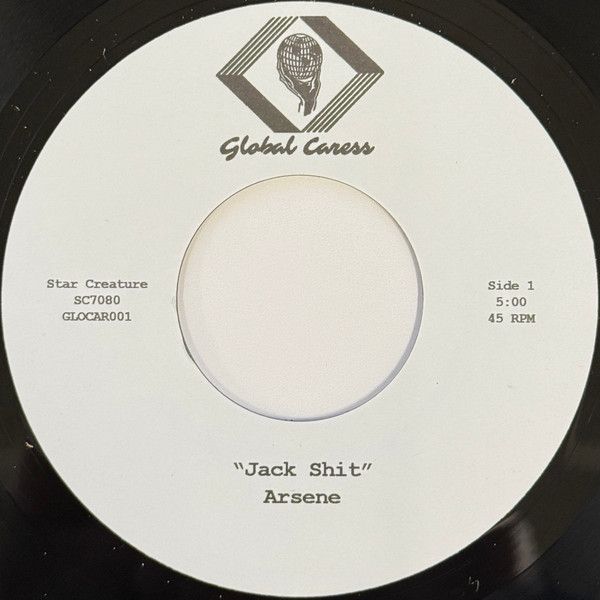 Global Caress
Star Creature
SC7080
GLOCAR001
Side 1
5:00
45 RPM
"Jack Shit"
Arsene